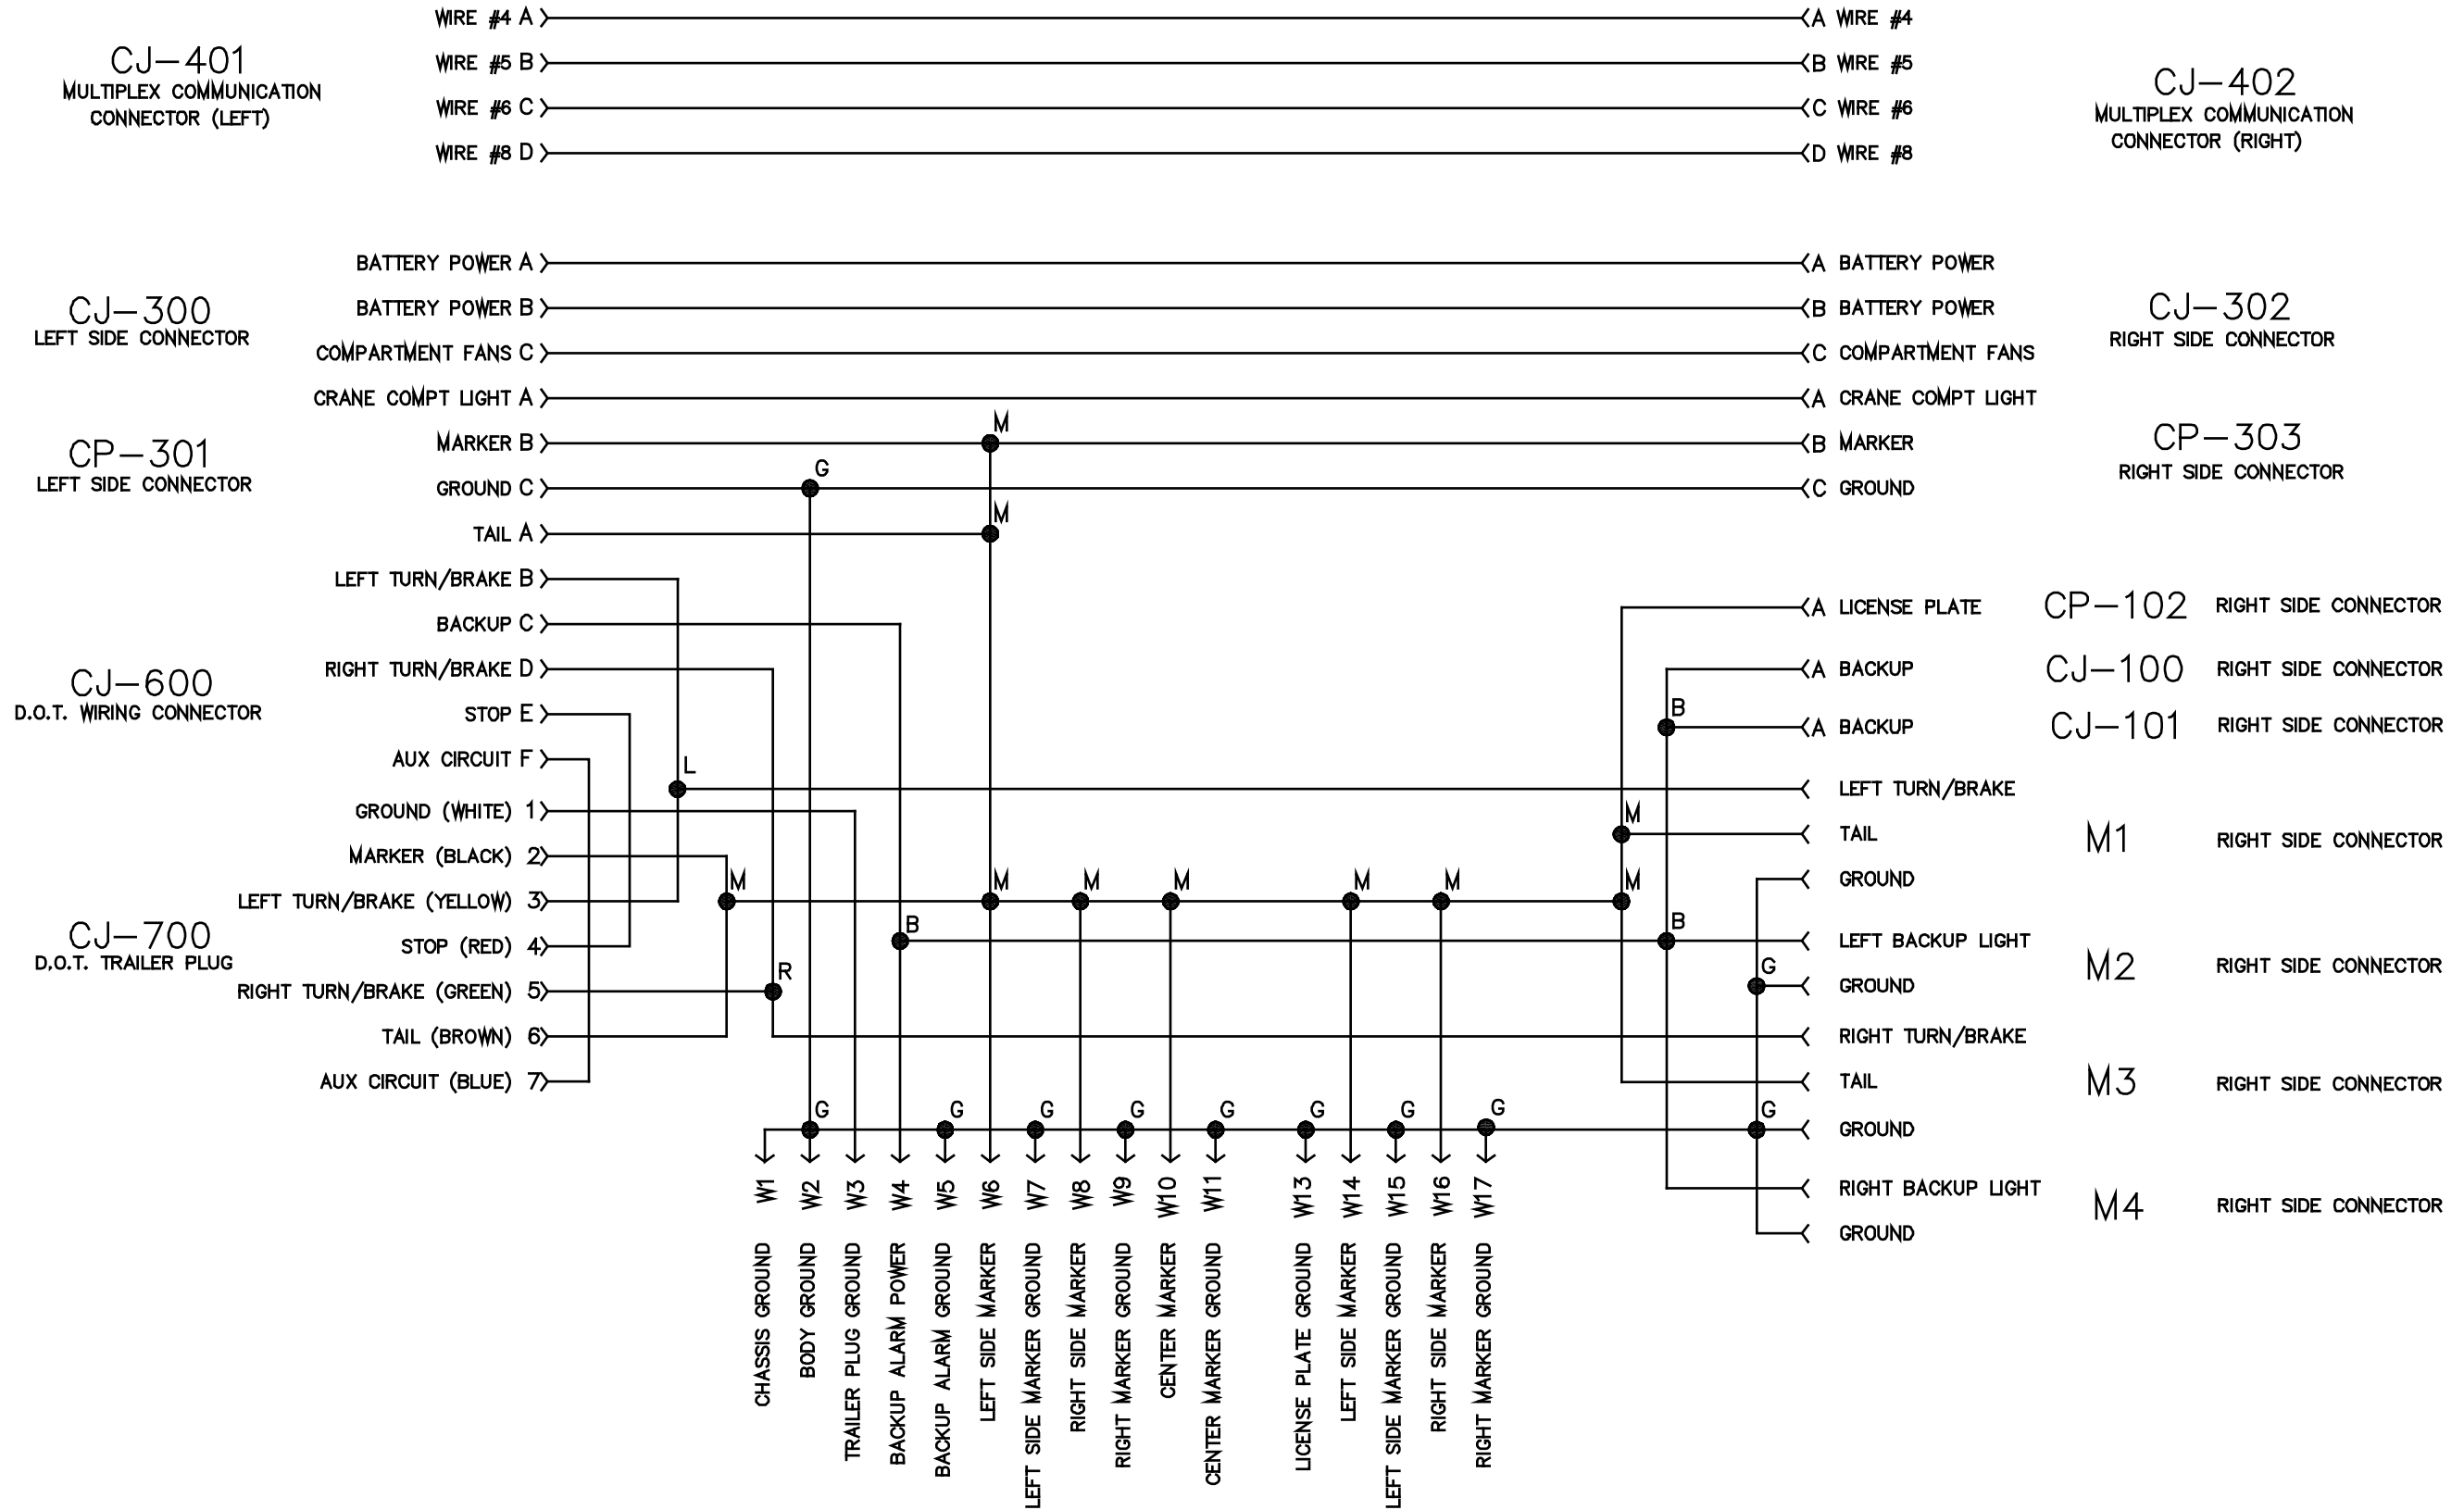 CJ-401
MULTIPLEX COMMUNICATION
CONNECTOR (LEFT)
WIRE #4 A
WIRE #5 B
WIRE #6 C
WIRE #8 D
A WIRE #4
B WIRE #5
C WIRE #6
D WIRE #8
CJ-402
MULTIPLEX COMMUNICATION
CONNECTOR (RIGHT)
CJ-300
LEFT SIDE CONNECTOR
BATTERY POWER A
BATTERY POWER B
COMPARTMENT FANS C
A BATTERY POWER
B BATTERY POWER
C COMPARTMENT FANS
CJ-302
RIGHT SIDE CONNECTOR
CP-301
LEFT SIDE CONNECTOR
CRANE COMPT LIGHT A
MARKER B
GROUND C
M
G
A CRANE COMPT LIGHT
B MARKER
C GROUND
CP-303
RIGHT SIDE CONNECTOR
CJ-600
D.O.T. WIRING CONNECTOR
TAIL A
LEFT TURN/BRAKE B
BACKUP C
RIGHT TURN/BRAKE D
STOP E
AUX CIRCUIT F
M
L
CJ-700
D.O.T. TRAILER PLUG
GROUND (WHITE) 1
MARKER (BLACK) 2
LEFT TURN/BRAKE (YELLOW) 3
STOP (RED) 4
RIGHT TURN/BRAKE (GREEN) 5
TAIL (BROWN) 6
AUX CIRCUIT (BLUE) 7
M M M M M M M
B
R
A LICENSE PLATE
CP-102 RIGHT SIDE CONNECTOR
A BACKUP
CJ-100 RIGHT SIDE CONNECTOR
B
A BACKUP
CJ-101 RIGHT SIDE CONNECTOR
LEFT TURN/BRAKE
M
TAIL
GROUND
M1 RIGHT SIDE CONNECTOR
B
LEFT BACKUP LIGHT
G
GROUND
M2 RIGHT SIDE CONNECTOR
RIGHT TURN/BRAKE
TAIL
GROUND
M3 RIGHT SIDE CONNECTOR
RIGHT BACKUP LIGHT
GROUND
M4 RIGHT SIDE CONNECTOR
G G G G G G G G G
W1 CHASSIS GROUND
W2 BODY GROUND
W3 TRAILER PLUG GROUND
W4 BACKUP ALARM POWER
W5 BACKUP ALARM GROUND
W6 LEFT SIDE MARKER
W7 LEFT SIDE MARKER GROUND
W8 RIGHT SIDE MARKER
W9 RIGHT MARKER GROUND
W10 CENTER MARKER
W11 CENTER MARKER GROUND
W13 LICENSE PLATE GROUND
W14 LEFT SIDE MARKER
W15 LEFT SIDE MARKER GROUND
W16 RIGHT SIDE MARKER
W17 RIGHT MARKER GROUND